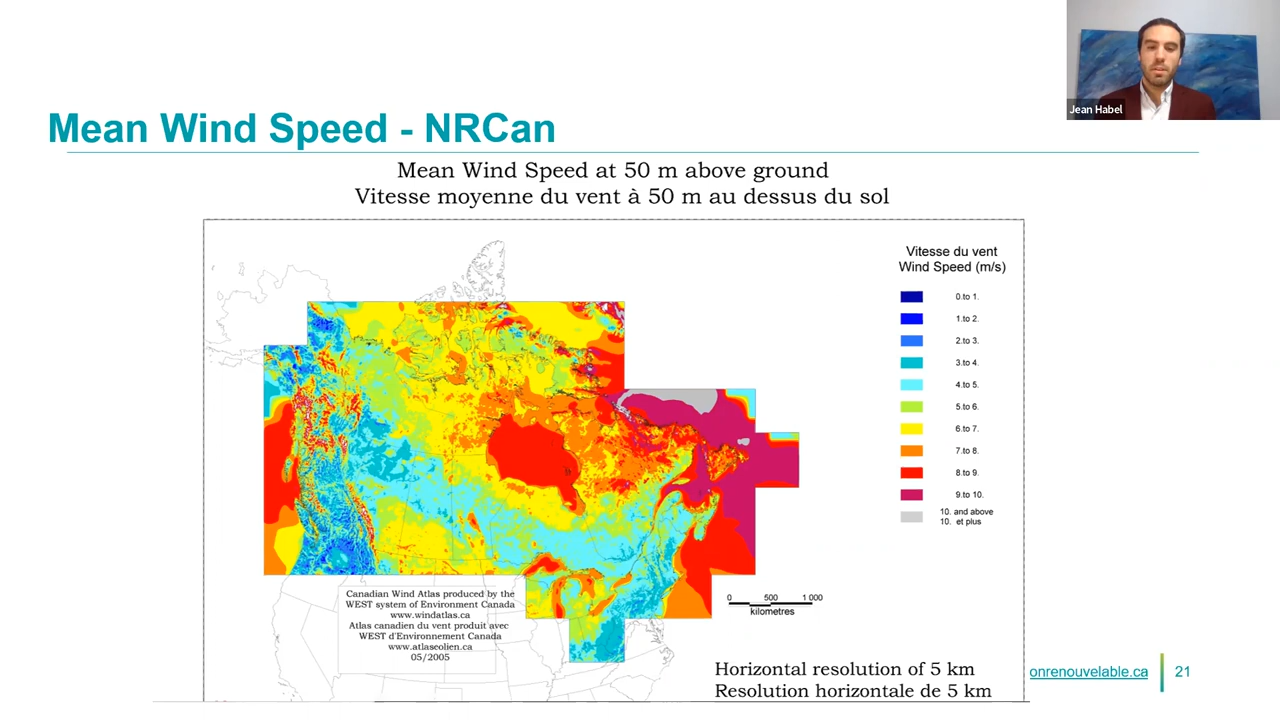 Jean Habel
Mean Wind Speed - NRCan
Mean Wind Speed at 50 m above ground
Vitesse moyenne du vent à 50 m au dessus du sol
Vitesse du vent
Wind Speed (m/s)
0.to 1.
1.to 2.
2.to 3.
3.to 4.
4.to 5.
5.to 6.
6.to 7.
7.to 8.
8.to 9.
9.to 10.
10. and above
10. et plus
Canadian Wind Atlas produced by the
WEST system of Environment Canada
www.windatlas.ca
Atlas canadien du vent produit avec
WEST d'Environnement Canada
www.atlaseolien.ca
05/2005
0 500 1 000
kilometres
Horizontal resolution of 5 km
Resolution horizontale de 5 km
onrenouvelable.ca
21